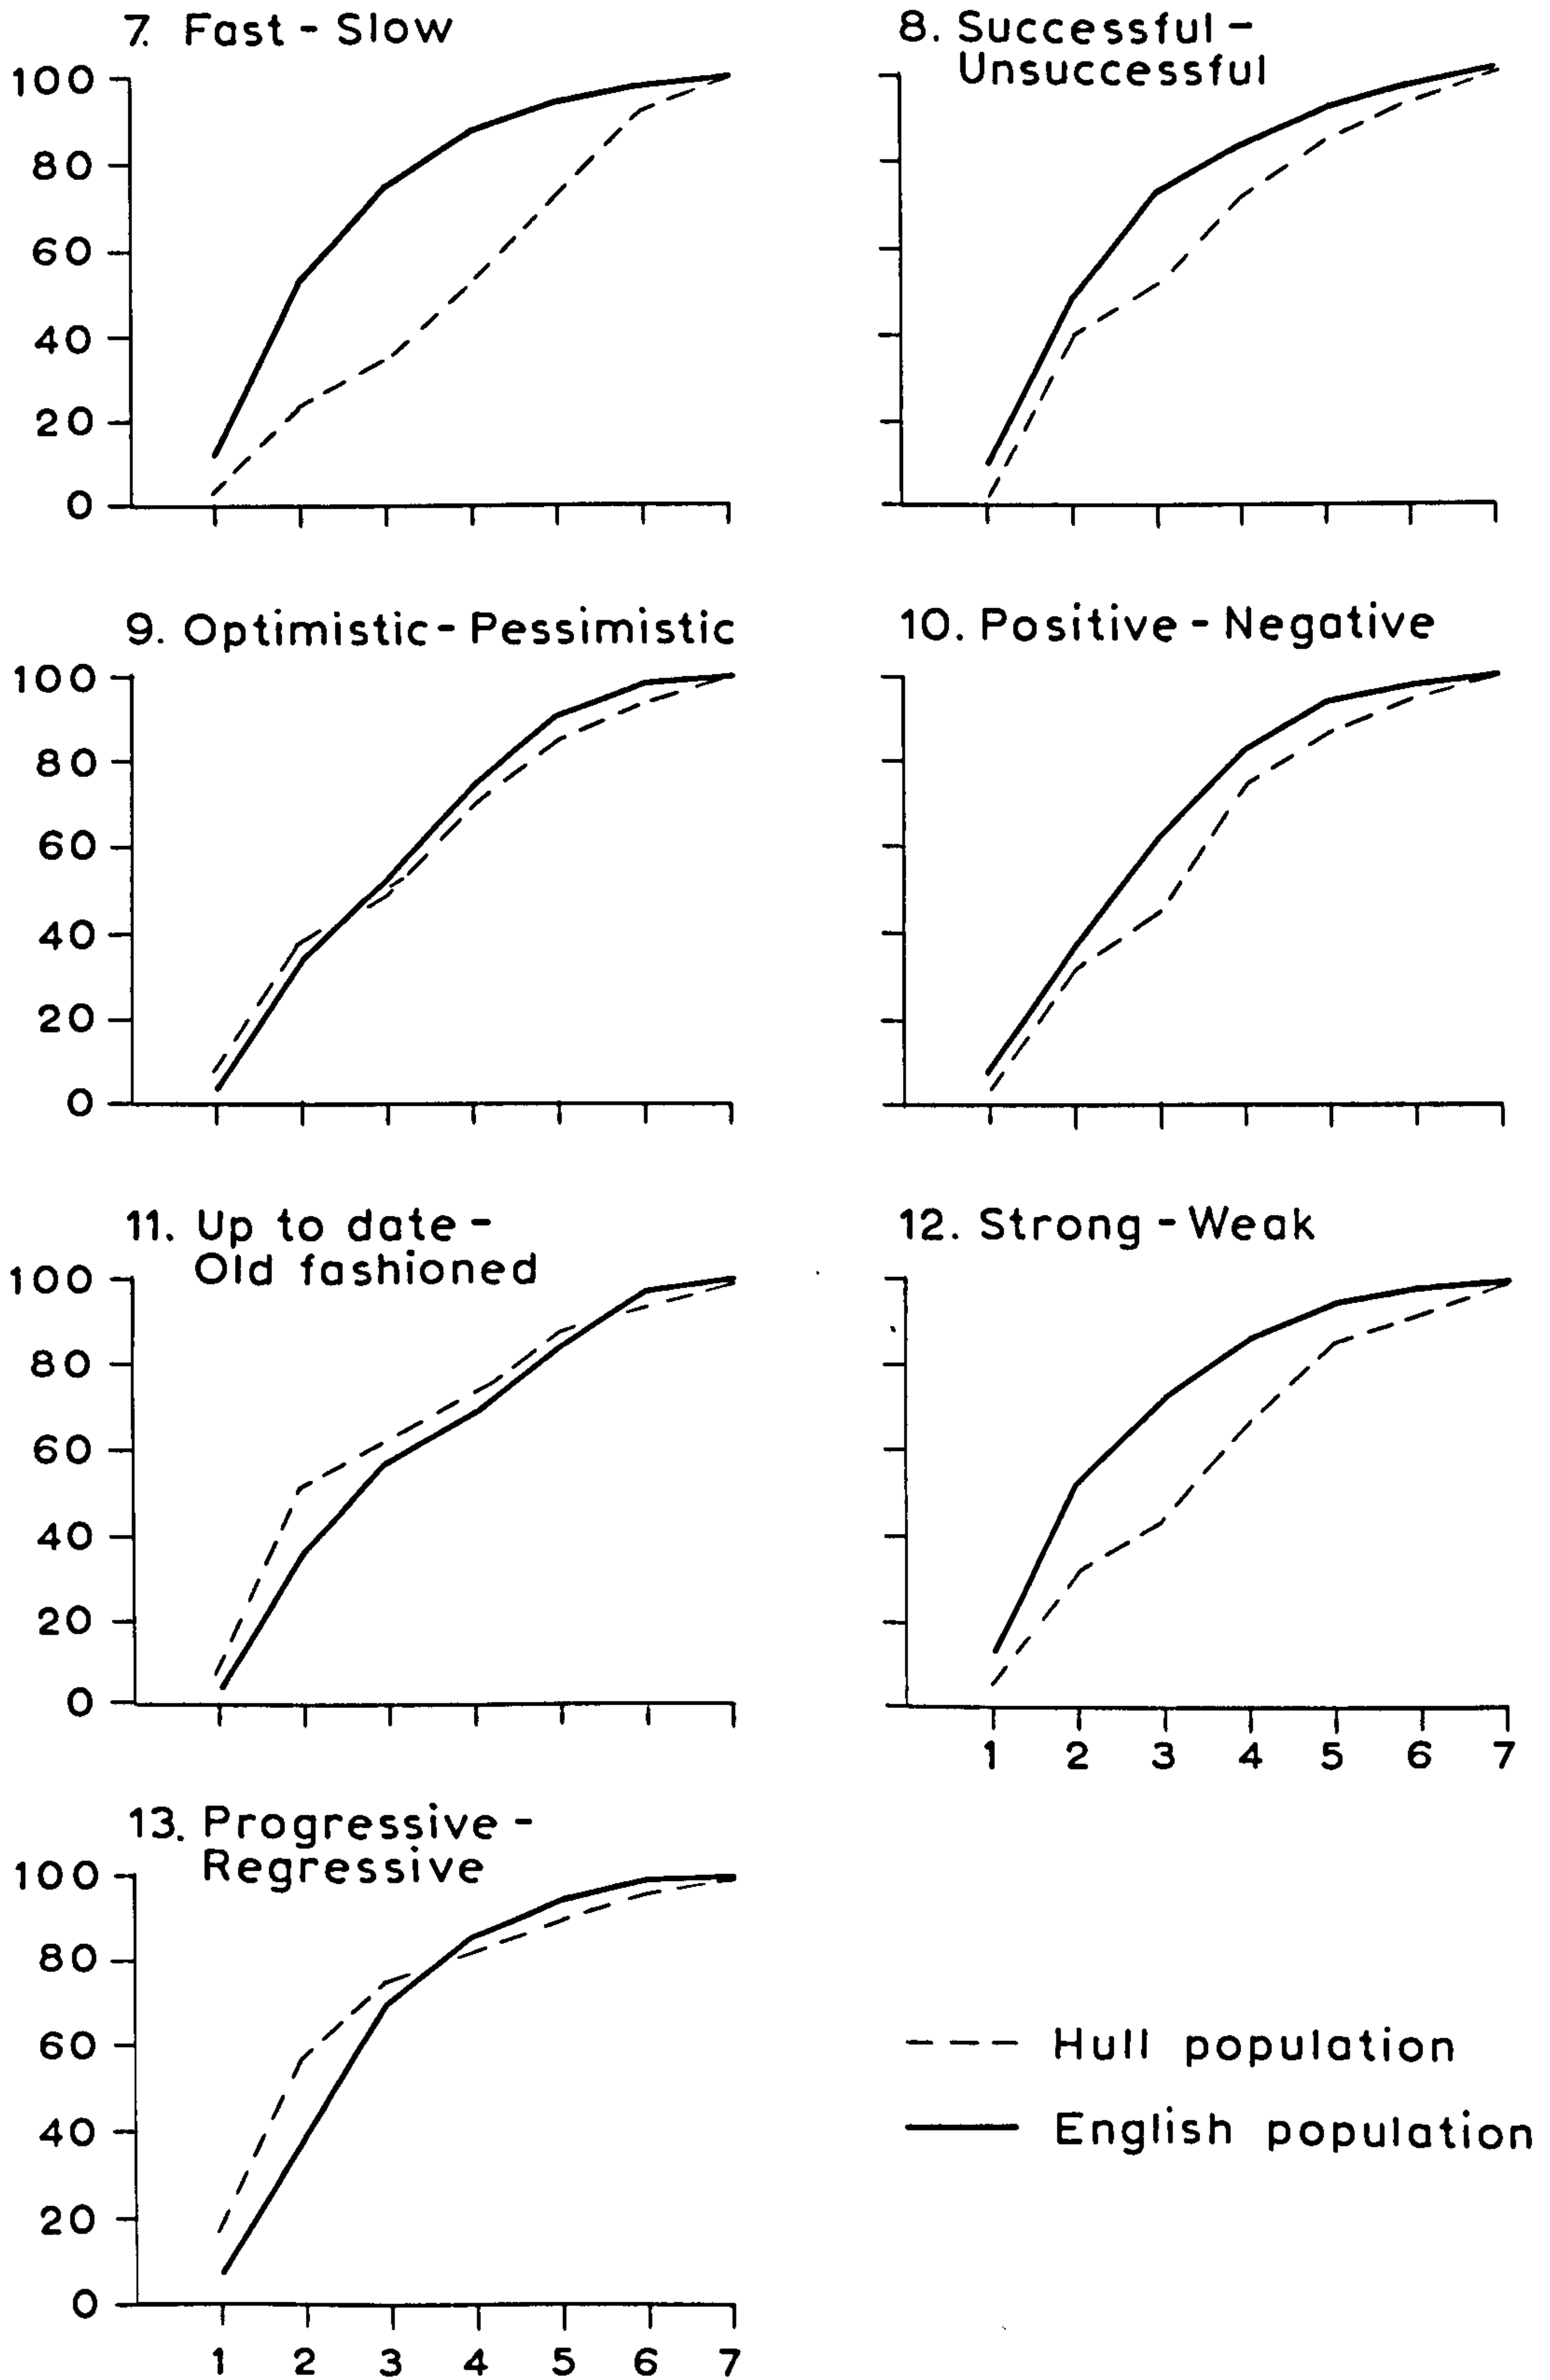 7. Fast - Slow
100
80
60
40
20
0
8. Successful -
Unsuccessful
9. Optimistic - Pessimistic
100
80
60
40
20
0
10. Positive - Negative
11. Up to date -
Old fashioned
100
80
60
40
20
0
12. Strong - Weak
1 2 3 4 5 6 7
13. Progressive -
Regressive
100
80
60
40
20
0
1 2 3 4 5 6 7
Hull population
English population